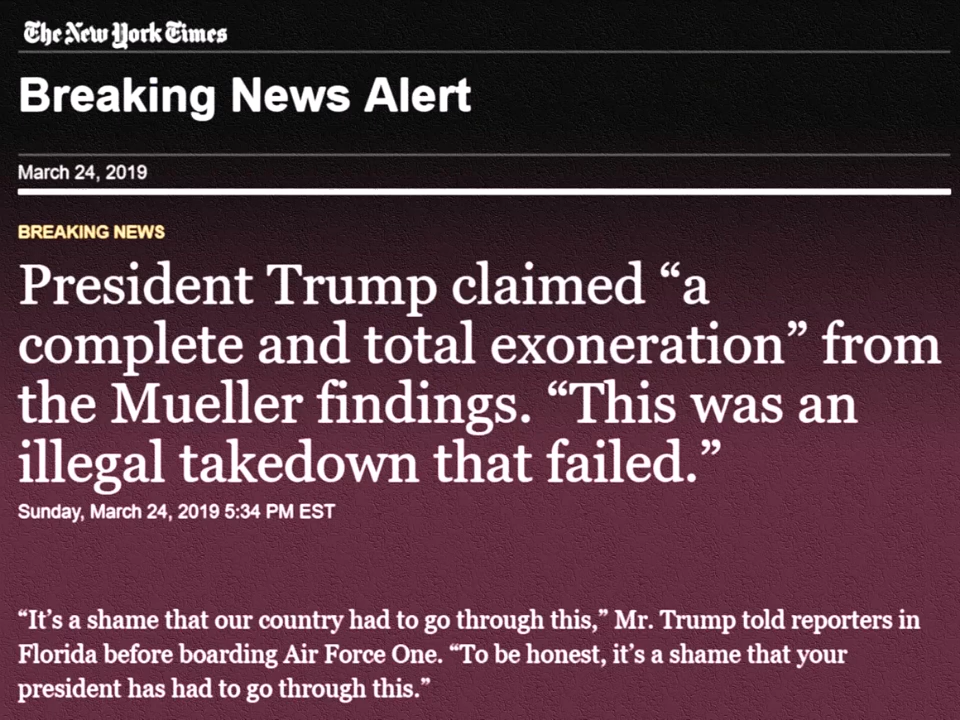 The New York Times
Breaking News Alert
March 24, 2019
BREAKING NEWS
President Trump claimed “a
complete and total exoneration” from
the Mueller findings. “This was an
illegal takedown that failed.”
Sunday, March 24, 2019 5:34 PM EST
“It’s a shame that our country had to go through this,” Mr. Trump told reporters in
Florida before boarding Air Force One. “To be honest, it’s a shame that your
president has had to go through this.”